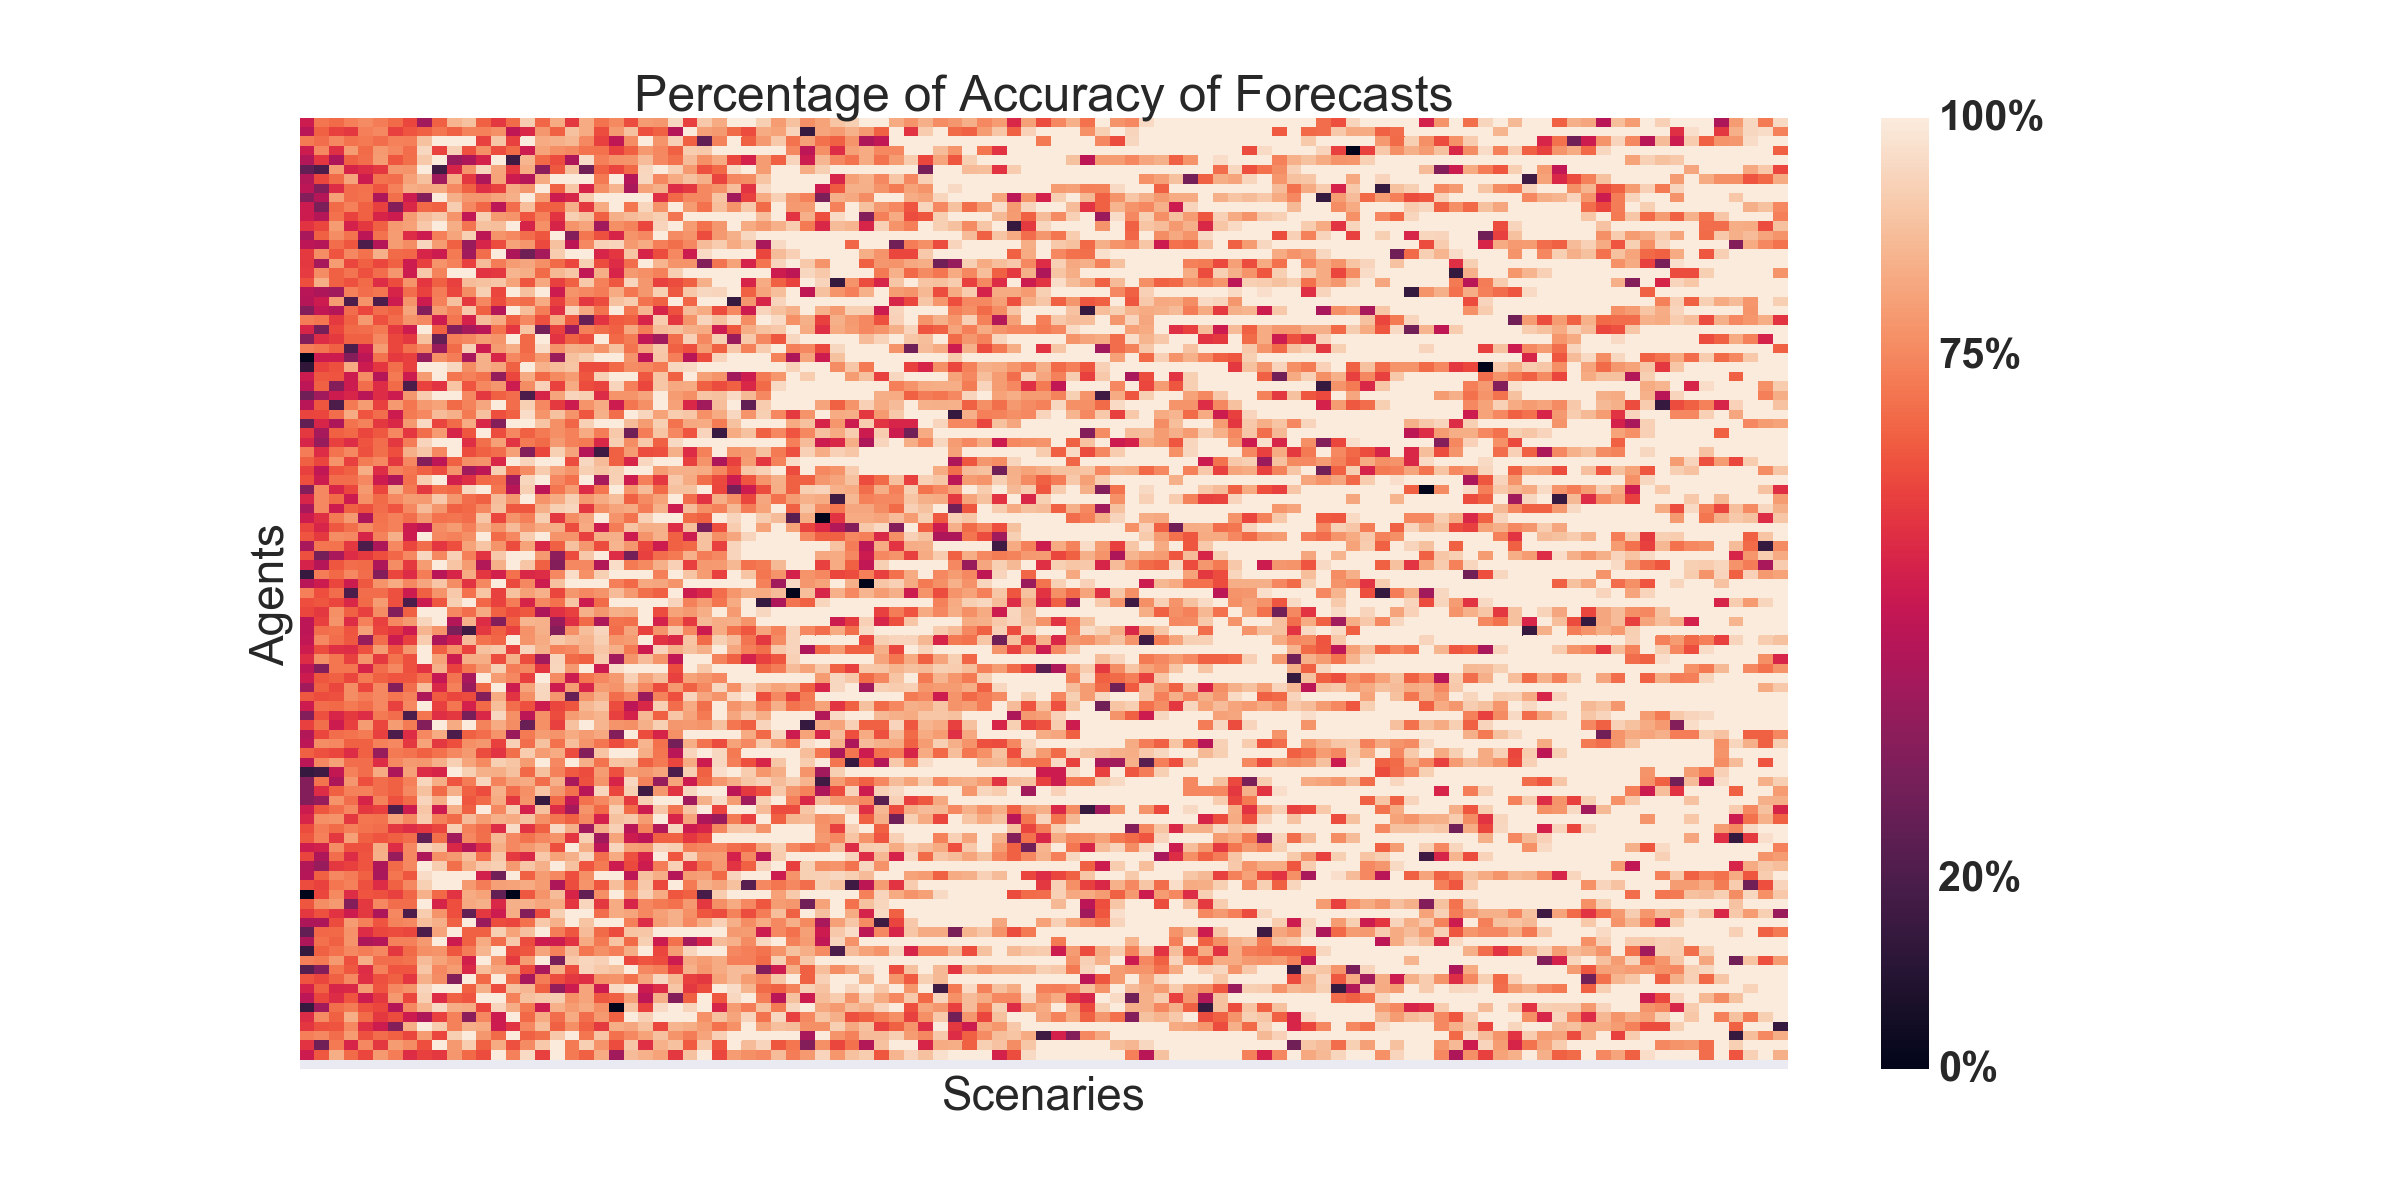 Percentage of Accuracy of Forecasts
100%
75%
20%
0%
Agents
Scenaries